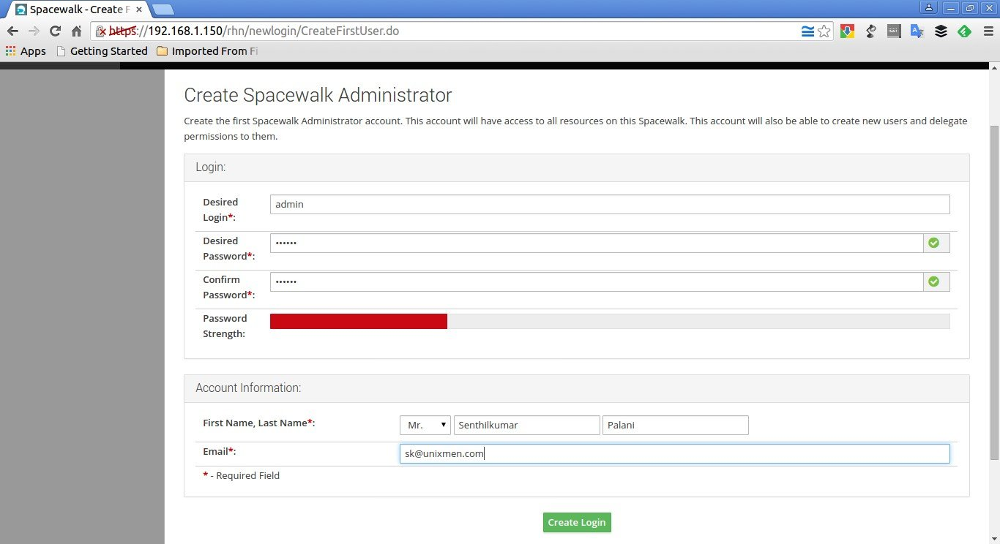 Spacewalk - Create F
https://192.168.1.150/rhn/newlogin/CreateFirstUser.do
Apps Getting Started Imported From Fi
Create Spacewalk Administrator
Create the first Spacewalk Administrator account. This account will have access to all resources on this Spacewalk. This account will also be able to create new users and delegate
permissions to them.
Login:
Desired
Login*:
admin
Desired
Password*:
••••••
Confirm
Password*:
••••••
Password
Strength:
Account Information:
First Name, Last Name*: Mr. Senthilkumar Palani
Email*: sk@unixmen.com
* - Required Field
Create Login